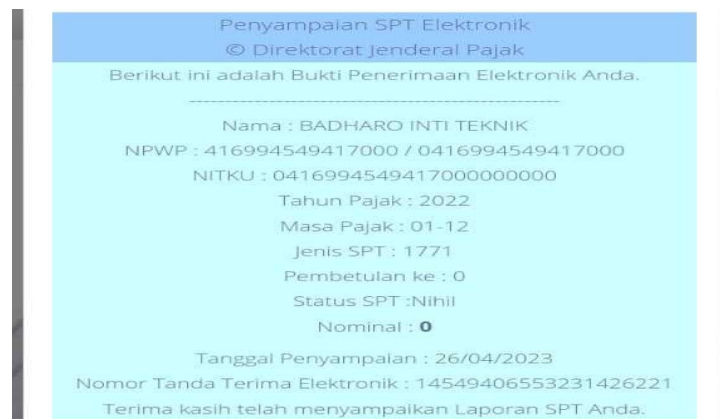 Penyampaian SPT Elektronik
© Direktorat Jenderal Pajak
Berikut ini adalah Bukti Penerimaan Elektronik Anda.
---------------------------------------------------
Nama : BADHARO INTI TEKNIK
NPWP : 416994549417000 / 0416994549417000
NITKU : 0416994549417000000000
Tahun Pajak : 2022
Masa Pajak : 01-12
Jenis SPT : 1771
Pembetulan ke : 0
Status SPT :Nihil
Nominal : 0
Tanggal Penyampaian : 26/04/2023
Nomor Tanda Terima Elektronik : 14549406553231426221
Terima kasih telah menyampaikan Laporan SPT Anda.